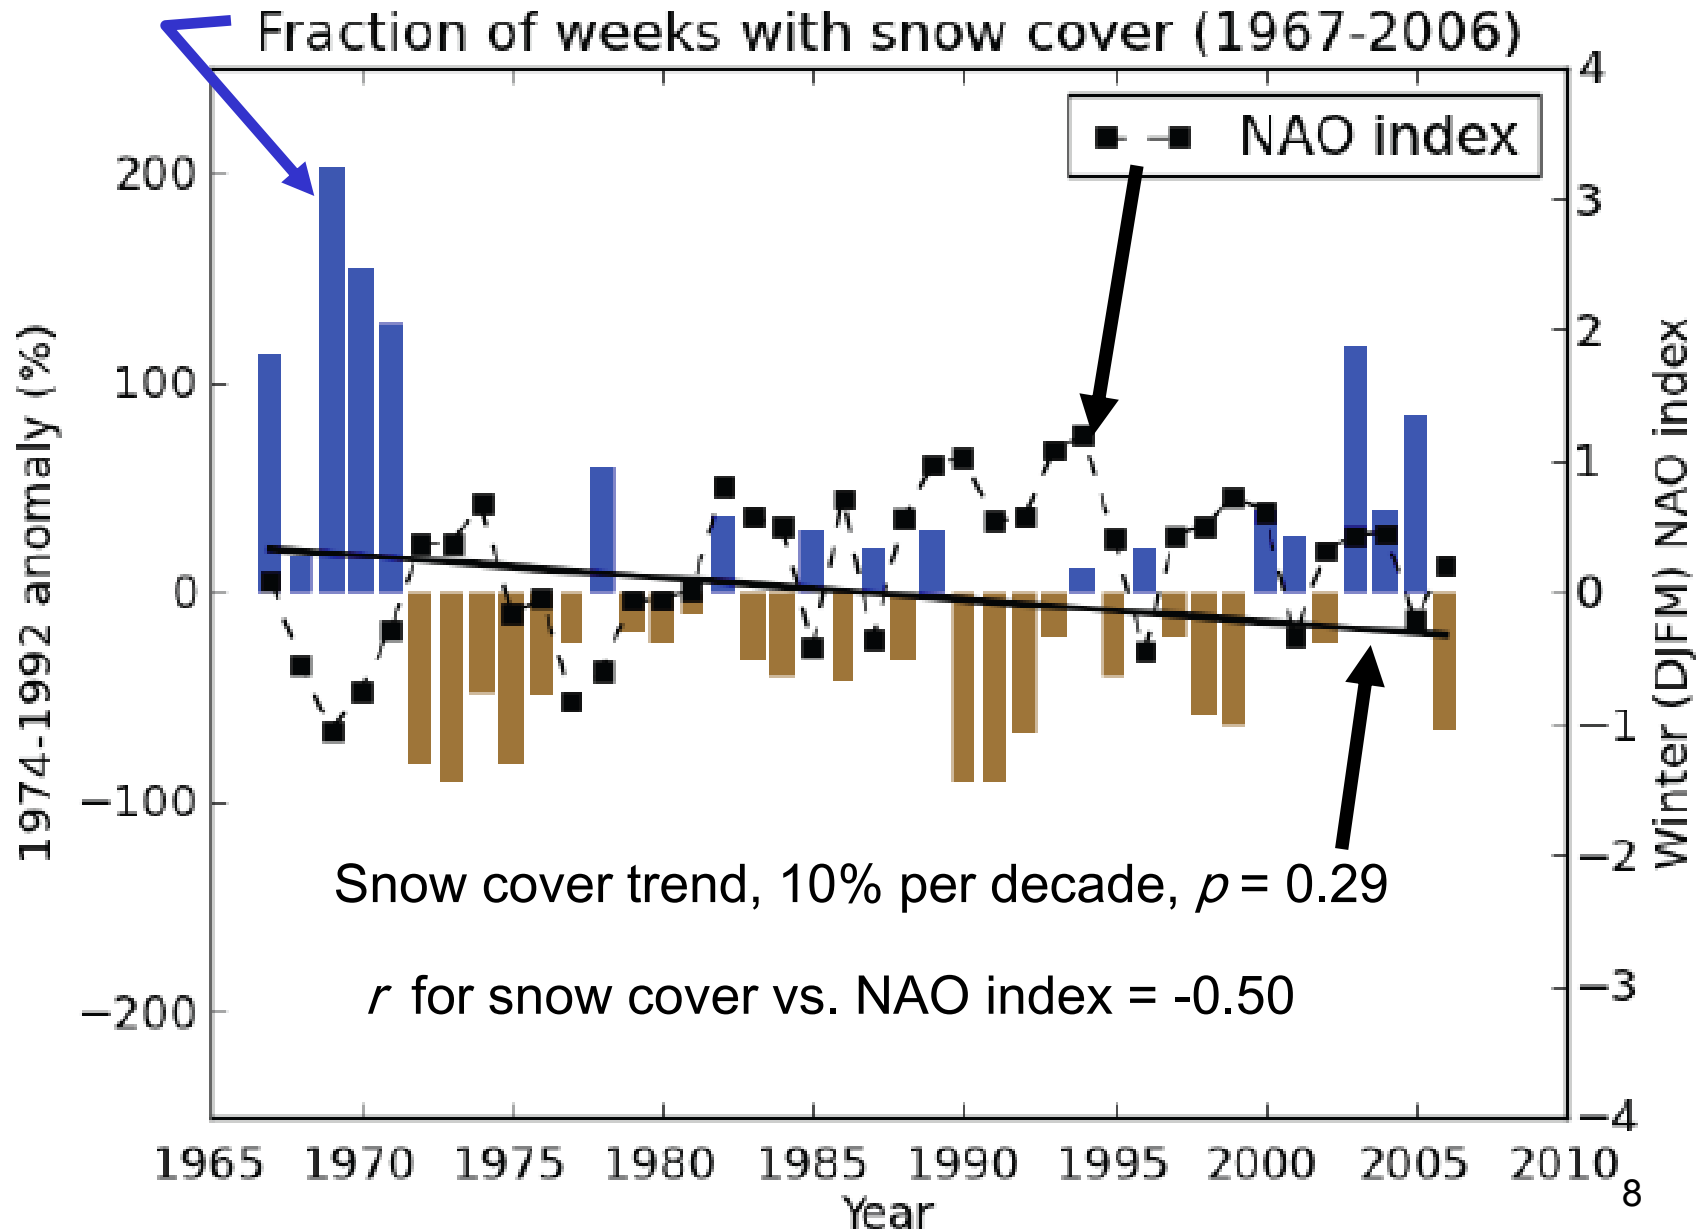 Fraction of weeks with snow cover (1967-2006)
NAO index
200
100
0
−100
−200
1974-1992 anomaly (%)
4
3
2
1
0
−1
−2
−3
−4
Winter (DJFM) NAO index
Snow cover trend, 10% per decade, p = 0.29
r for snow cover vs. NAO index = -0.50
1965 1970 1975 1980 1985 1990 1995 2000 2005 2010
Year
8